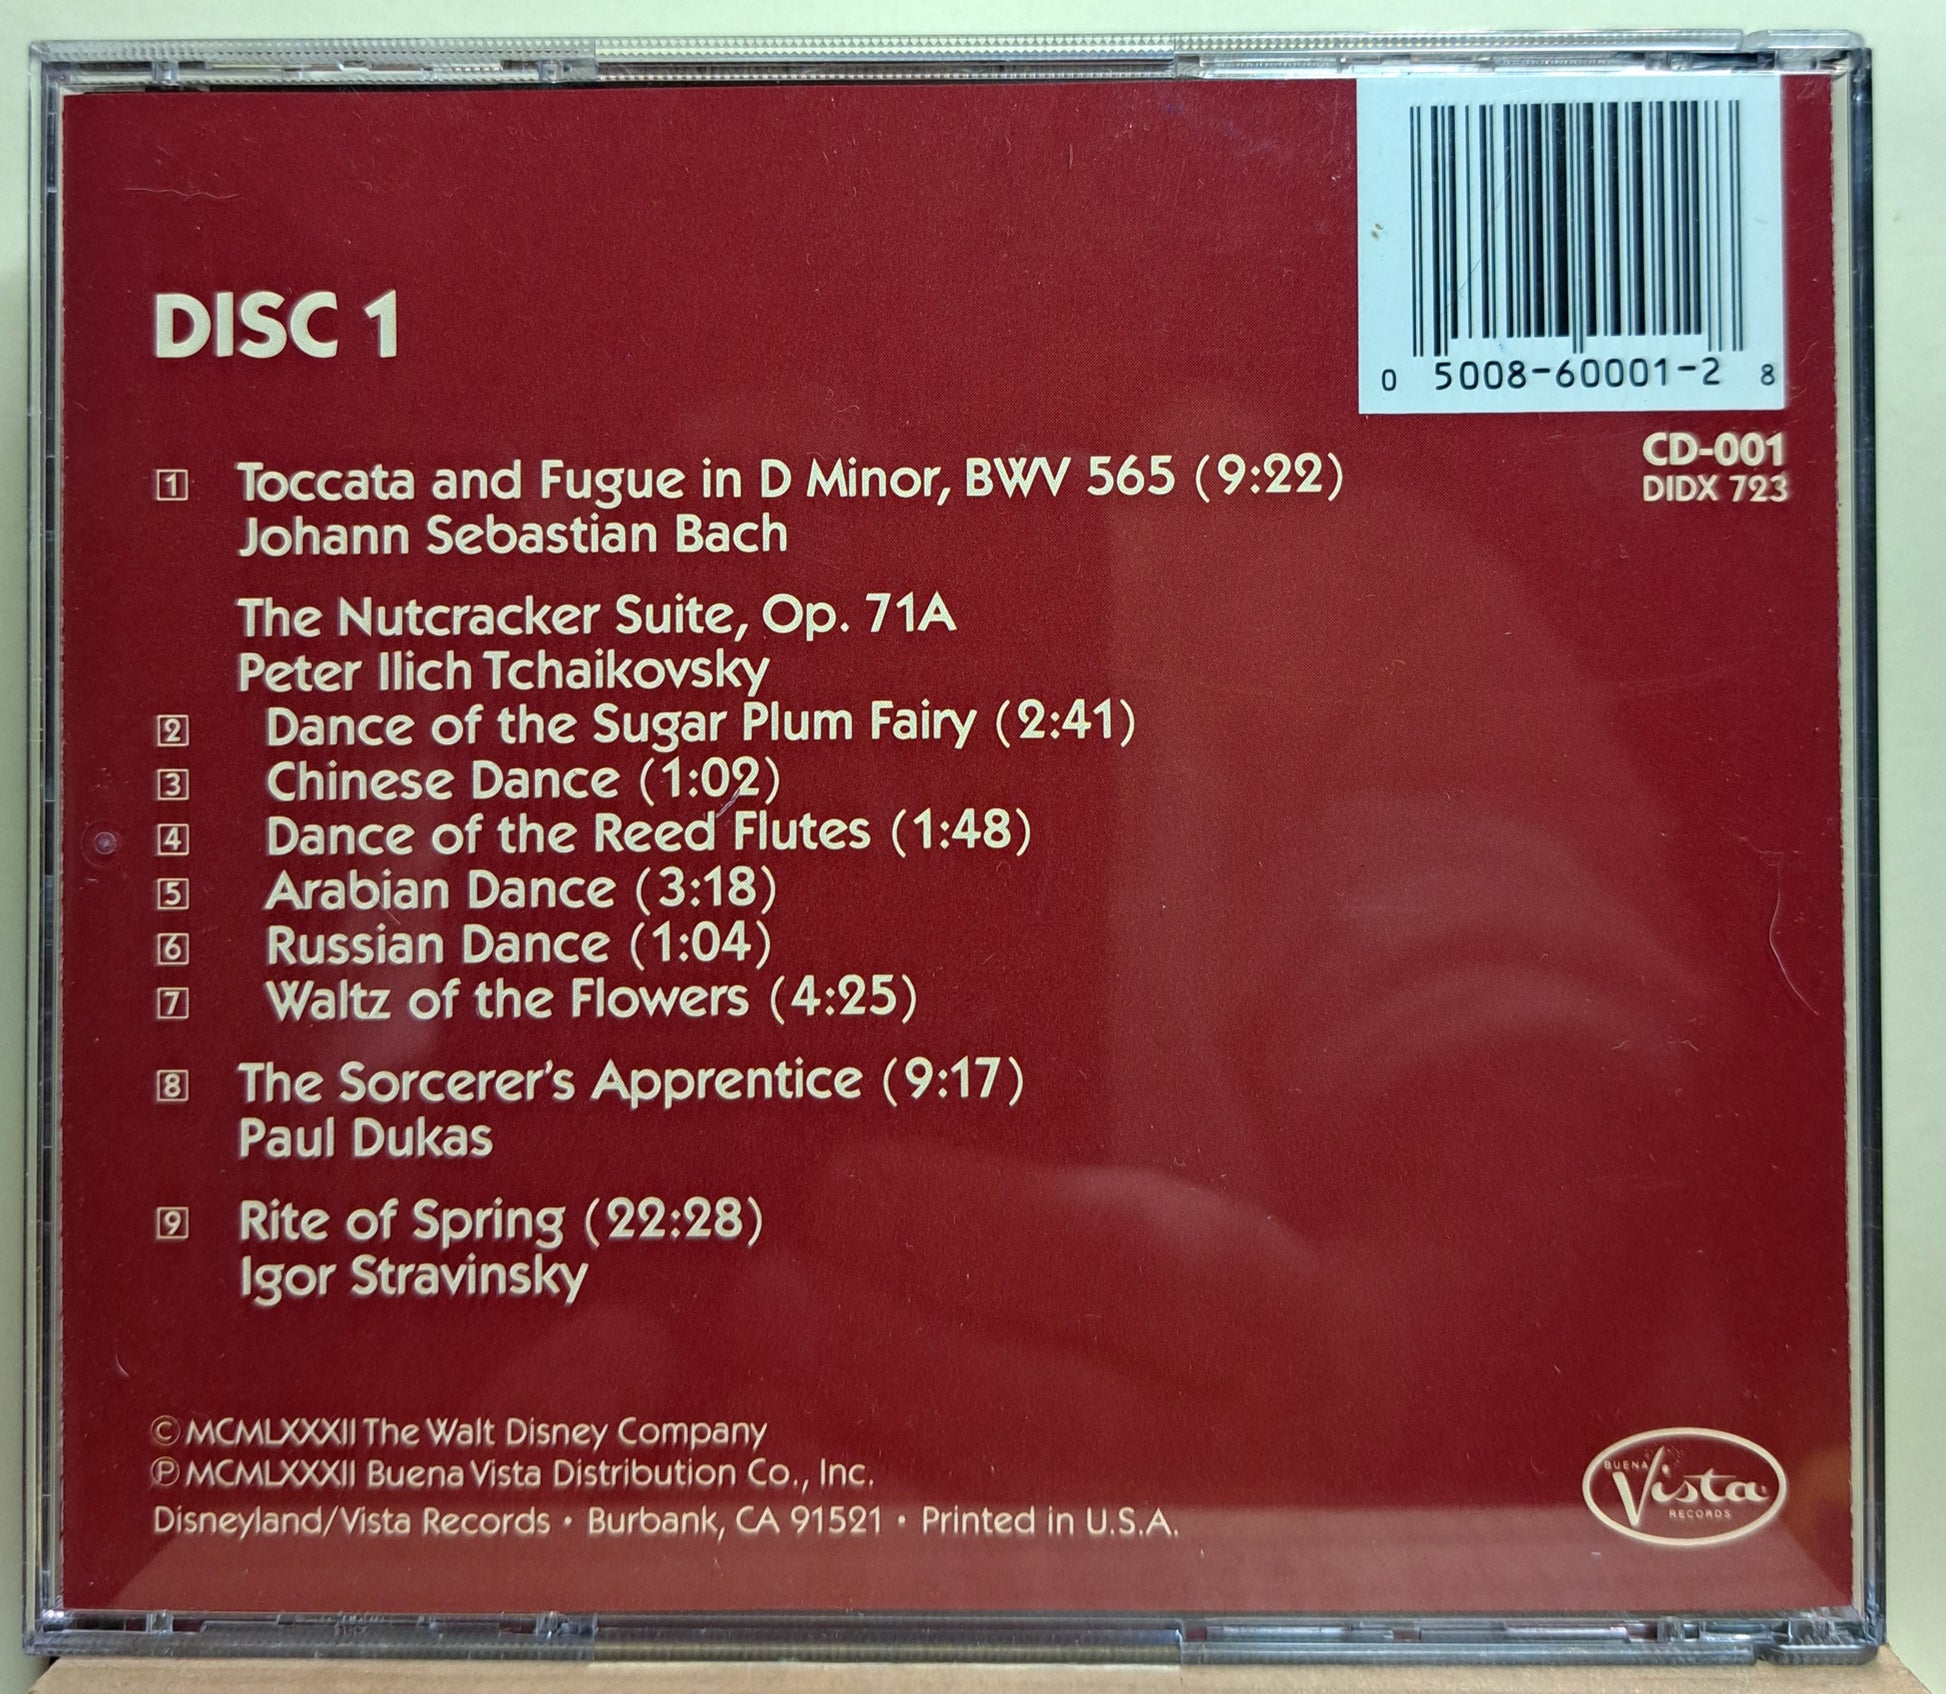 0 5008-60001-2 8
CD-001
DIDX 723
DISC 1
1 Toccata and Fugue in D Minor, BWV 565 (9:22)
Johann Sebastian Bach
The Nutcracker Suite, Op. 71A
Peter Ilich Tchaikovsky
2 Dance of the Sugar Plum Fairy (2:41)
3 Chinese Dance (1:02)
4 Dance of the Reed Flutes (1:48)
5 Arabian Dance (3:18)
6 Russian Dance (1:04)
7 Waltz of the Flowers (4:25)
8 The Sorcerer's Apprentice (9:17)
Paul Dukas
9 Rite of Spring (22:28)
Igor Stravinsky
© MCMLXXXII The Walt Disney Company
℗ MCMLXXXII Buena Vista Distribution Co., Inc.
Disneyland/Vista Records • Burbank, CA 91521 • Printed in U.S.A.
BUENA
Vista
RECORDS